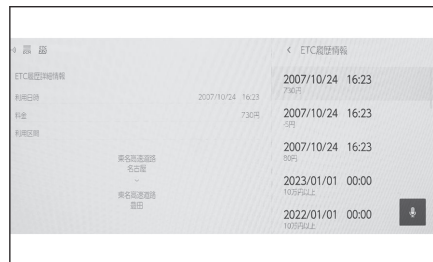 ETC履歴詳細情報
利用日時 2007/10/24 16:23
料金 730円
利用区間
東名高速道路
名古屋
~
東名高速道路
豊田
< ETC履歴情報
2007/10/24 16:23
730円
2007/10/24 16:23
-5円
2007/10/24 16:23
80円
2023/01/01 00:00
10万円以上
2022/01/01 00:00
10万円以上